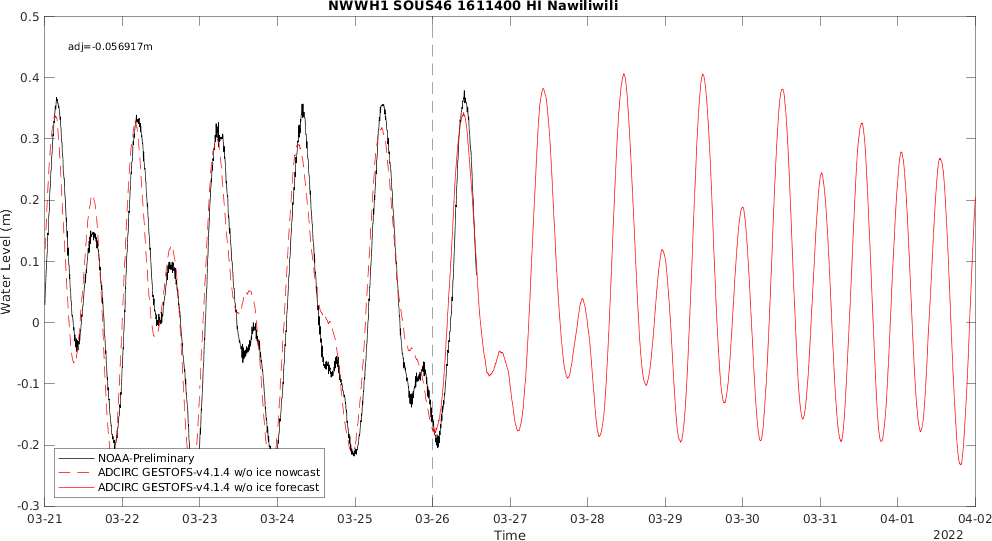 NWWH1 SOUS46 1611400 HI Nawiliwili
adj=-0.056917m
Water Level (m)
0.5
0.4
0.3
0.2
0.1
0
-0.1
-0.2
-0.3
NOAA-Preliminary
ADCIRC GESTOFS-v4.1.4 w/o ice nowcast
ADCIRC GESTOFS-v4.1.4 w/o ice forecast
03-21 03-22 03-23 03-24 03-25 03-26 03-27 03-28 03-29 03-30 03-31 04-01 04-02
Time
2022